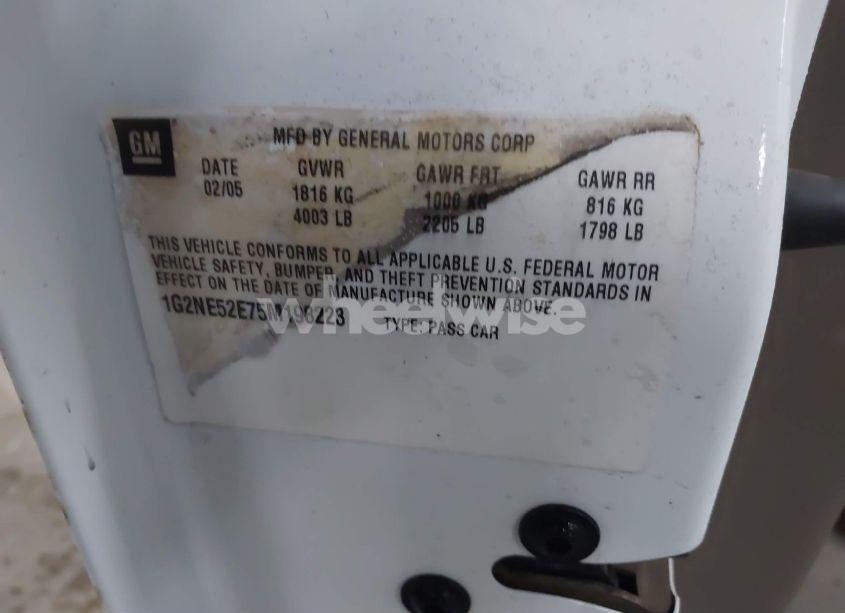 GM
MFD BY GENERAL MOTORS CORP
DATE GVWR GAWR FRT GAWR RR
02/05 1816 KG 1000 KG 816 KG
4003 LB 2205 LB 1798 LB
THIS VEHICLE CONFORMS TO ALL APPLICABLE U.S. FEDERAL MOTOR
VEHICLE SAFETY, BUMPER, AND THEFT PREVENTION STANDARDS IN
EFFECT ON THE DATE OF MANUFACTURE SHOWN ABOVE.
1G2NE52E75M198223 TYPE: PASS CAR
wheelwise